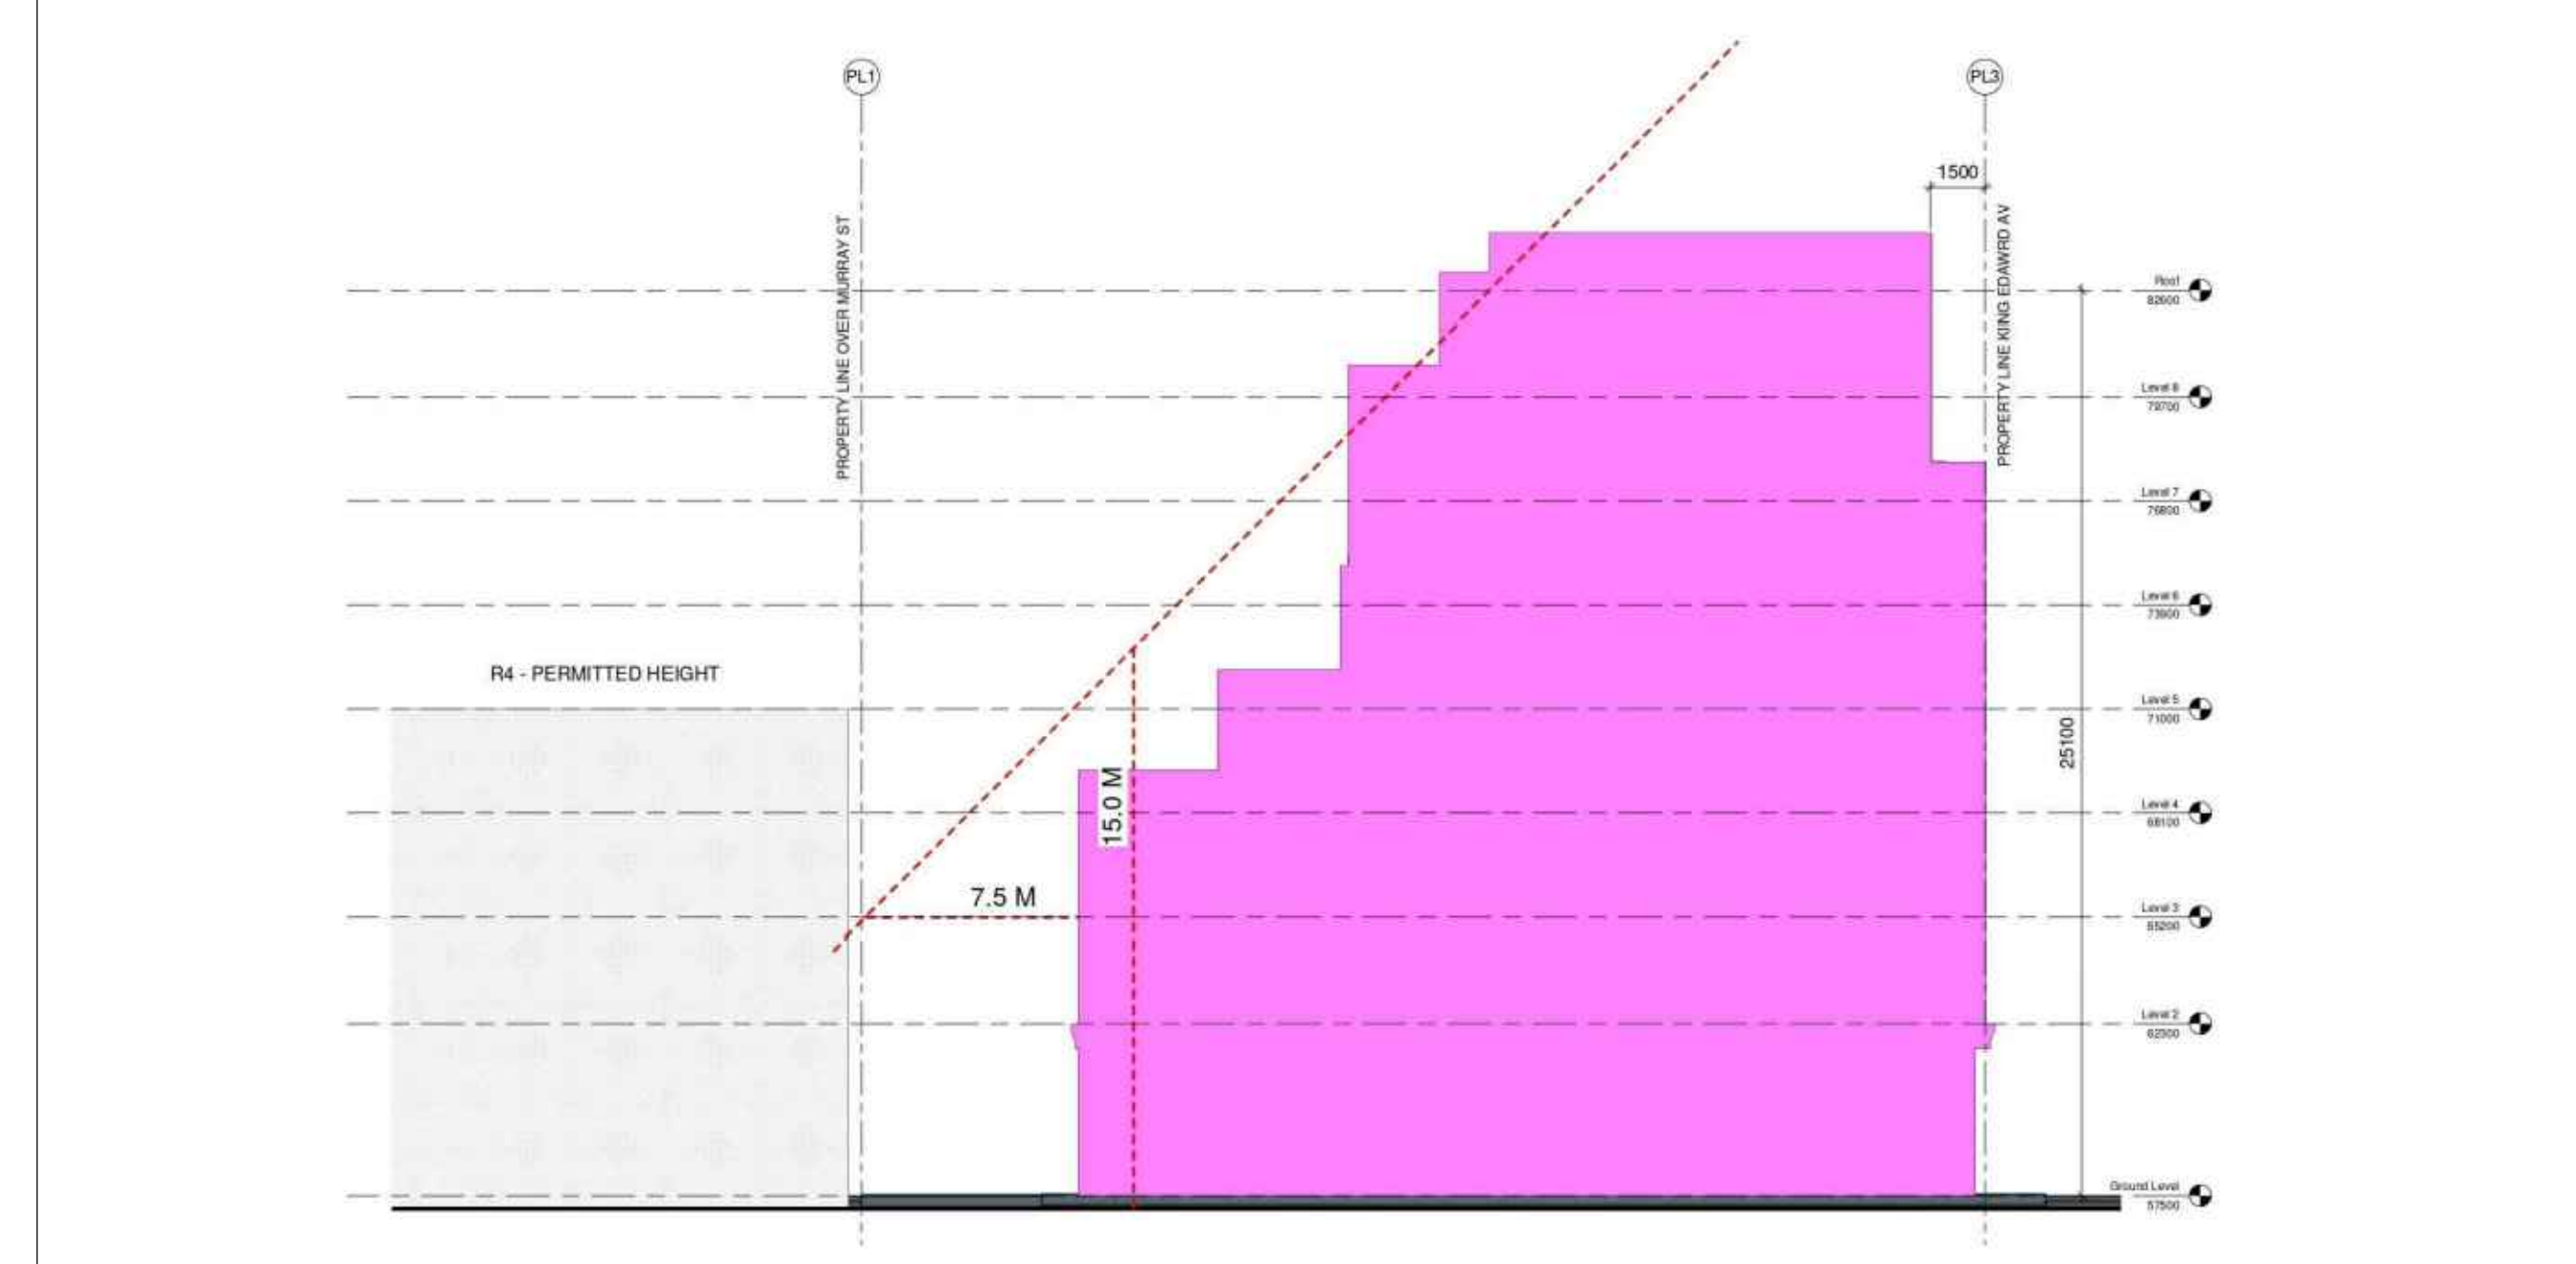 PL1
PL3
1500
PROPERTY LINE OVER MURRAY ST
PROPERTY LINE KIING EDAWRD AV
Roof
82600
Level 8
79700
Level 7
76800
Level 6
73900
R4 - PERMITTED HEIGHT
Level 5
71000
25100
15.0 M
Level 4
68100
7.5 M
Level 3
65200
Level 2
62300
Ground Level
57500